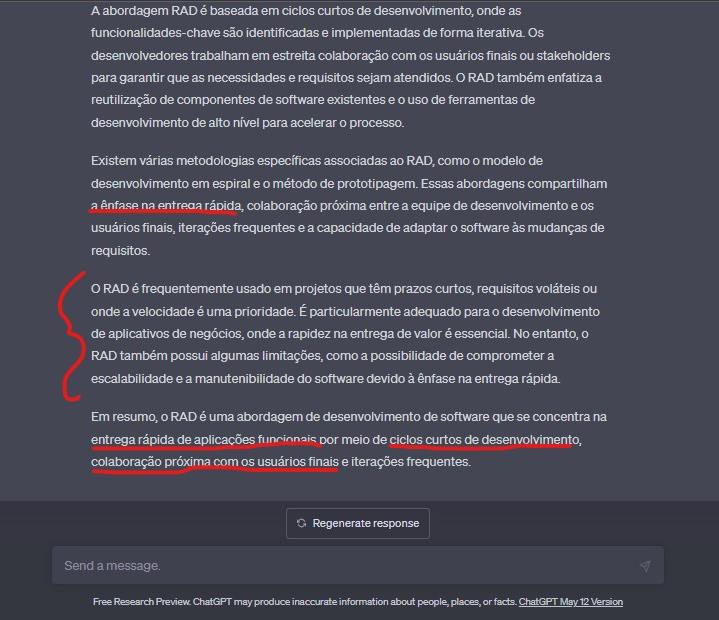 A abordagem RAD é baseada em ciclos curtos de desenvolvimento, onde as
funcionalidades-chave são identificadas e implementadas de forma iterativa. Os
desenvolvedores trabalham em estreita colaboração com os usuários finais ou stakeholders
para garantir que as necessidades e requisitos sejam atendidos. O RAD também enfatiza a
reutilização de componentes de software existentes e o uso de ferramentas de
desenvolvimento de alto nível para acelerar o processo.
Existem várias metodologias específicas associadas ao RAD, como o modelo de
desenvolvimento em espiral e o método de prototipagem. Essas abordagens compartilham
a ênfase na entrega rápida, colaboração próxima entre a equipe de desenvolvimento e os
usuários finais, iterações frequentes e a capacidade de adaptar o software às mudanças de
requisitos.
O RAD é frequentemente usado em projetos que têm prazos curtos, requisitos voláteis ou
onde a velocidade é uma prioridade. É particularmente adequado para o desenvolvimento
de aplicativos de negócios, onde a rapidez na entrega de valor é essencial. No entanto, o
RAD também possui algumas limitações, como a possibilidade de comprometer a
escalabilidade e a manutenibilidade do software devido à ênfase na entrega rápida.
Em resumo, o RAD é uma abordagem de desenvolvimento de software que se concentra na
entrega rápida de aplicações funcionais por meio de ciclos curtos de desenvolvimento,
colaboração próxima com os usuários finais e iterações frequentes.
Regenerate response
Send a message.
Free Research Preview. ChatGPT may produce inaccurate information about people, places, or facts. ChatGPT May 12 Version